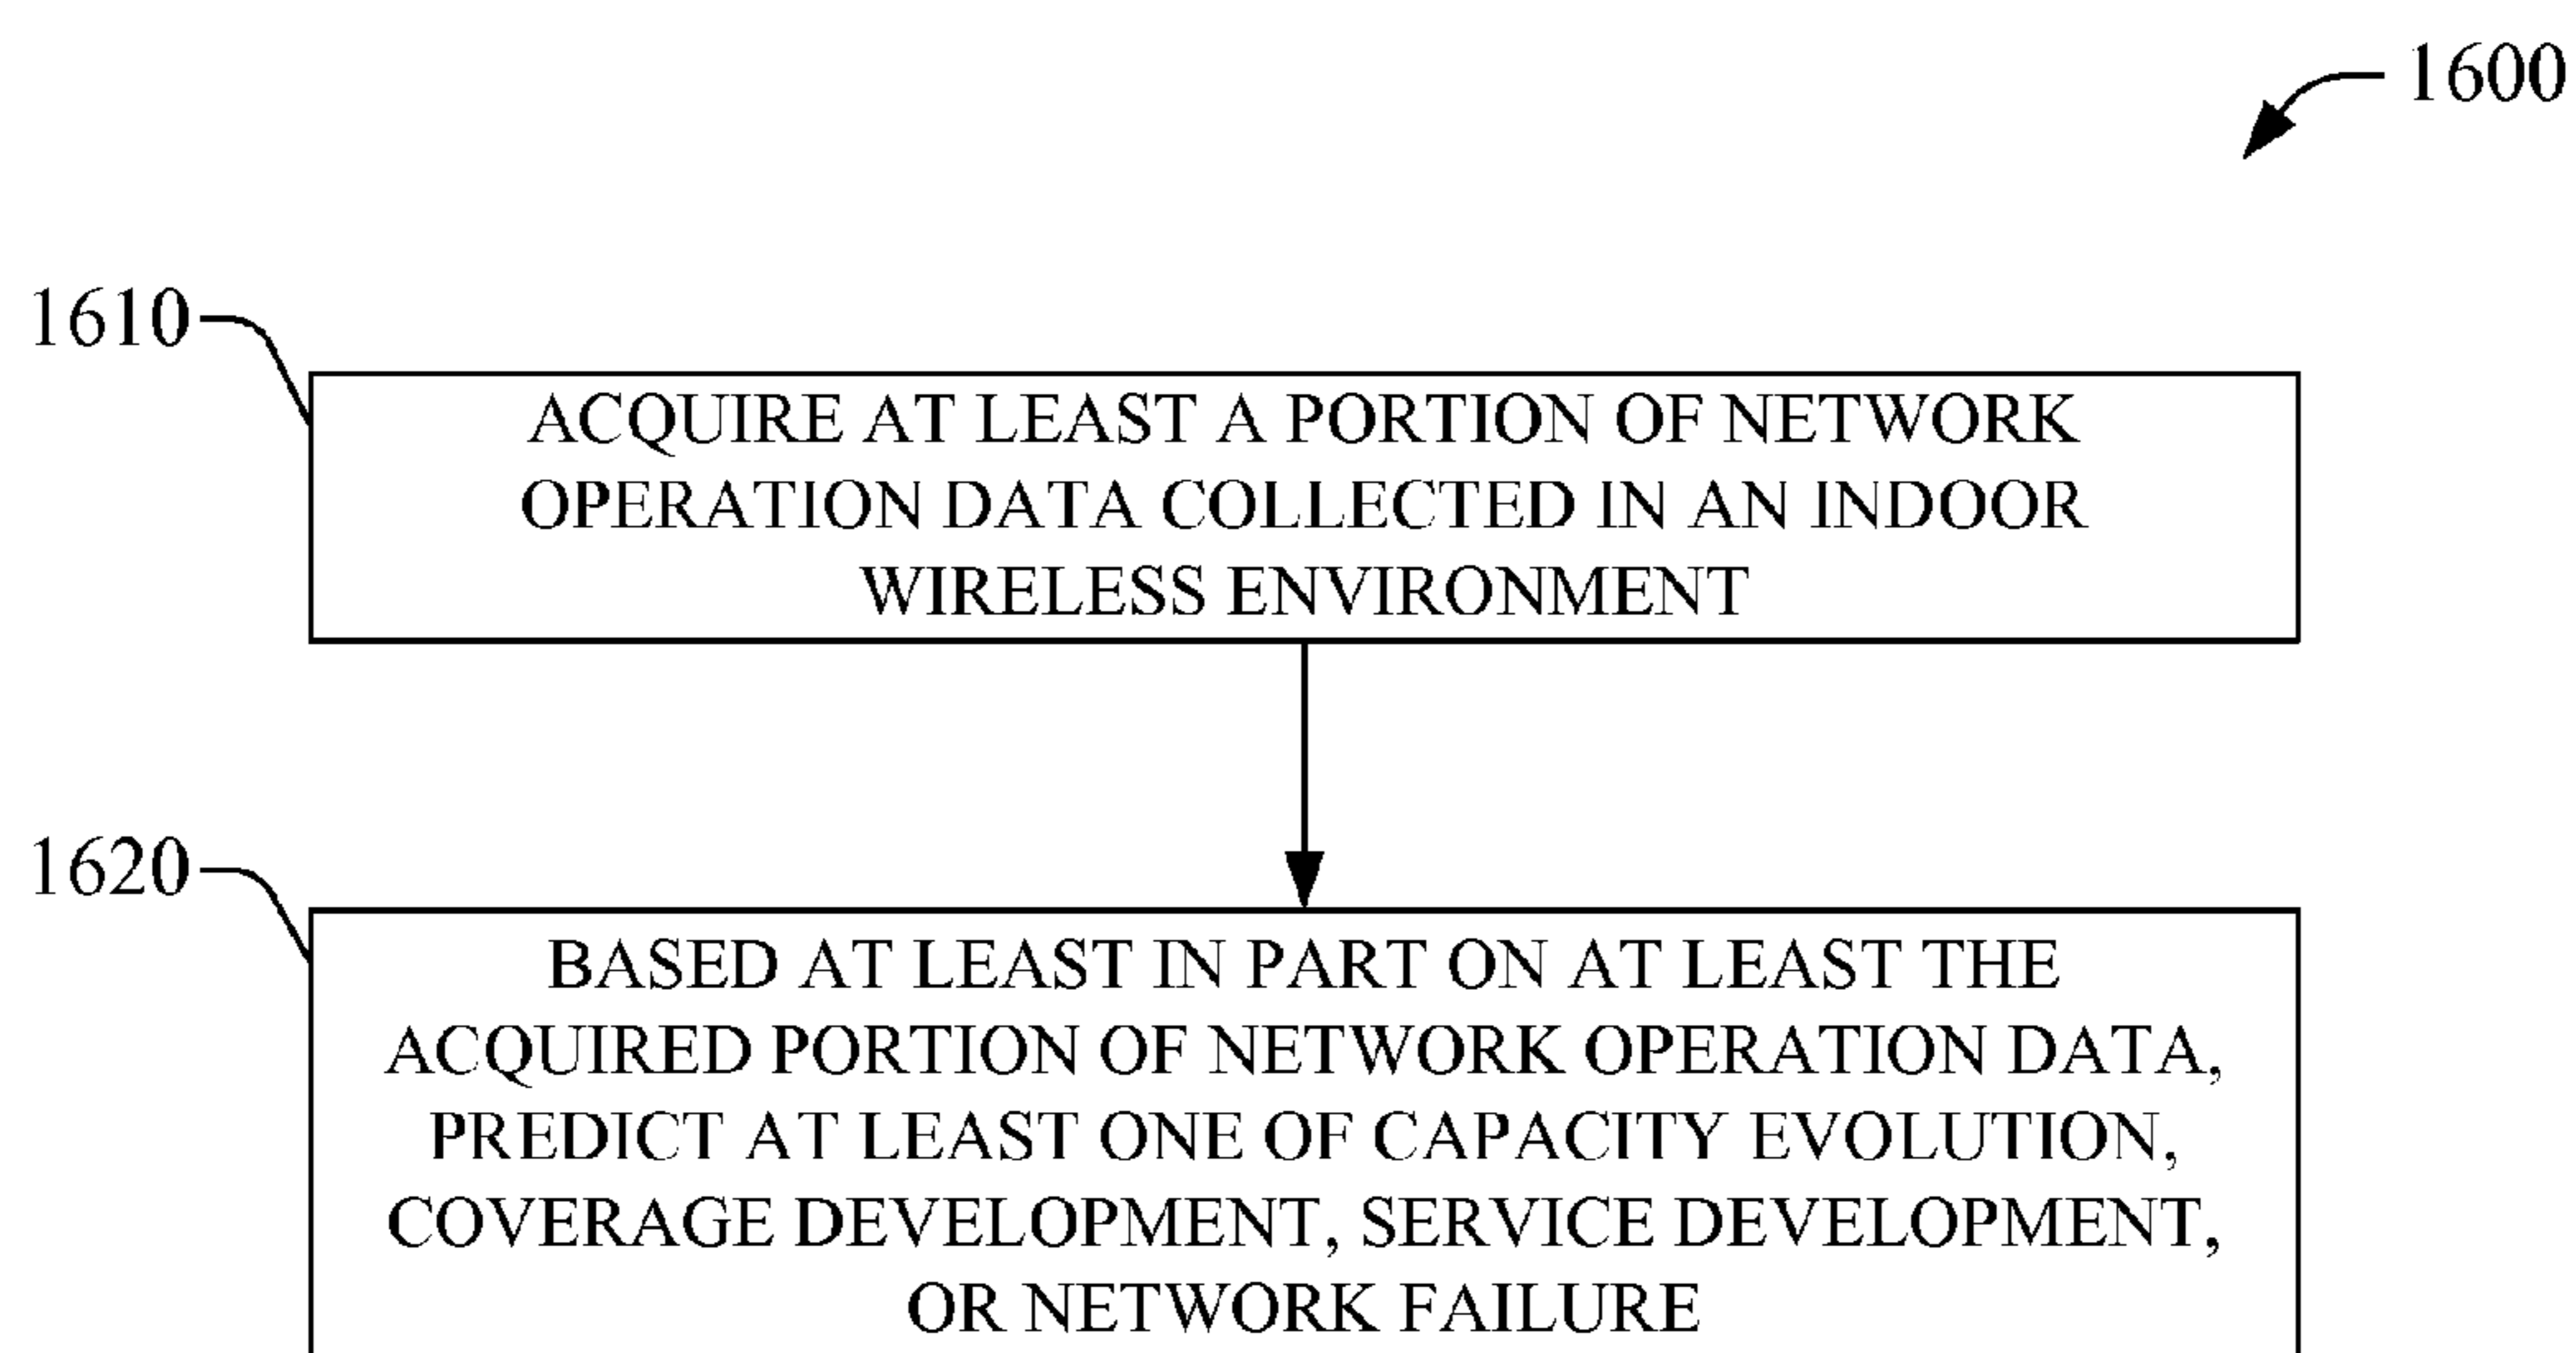 1600
1610
ACQUIRE AT LEAST A PORTION OF NETWORK
OPERATION DATA COLLECTED IN AN INDOOR
WIRELESS ENVIRONMENT
1620
BASED AT LEAST IN PART ON AT LEAST THE
ACQUIRED PORTION OF NETWORK OPERATION DATA,
PREDICT AT LEAST ONE OF CAPACITY EVOLUTION,
COVERAGE DEVELOPMENT, SERVICE DEVELOPMENT,
OR NETWORK FAILURE